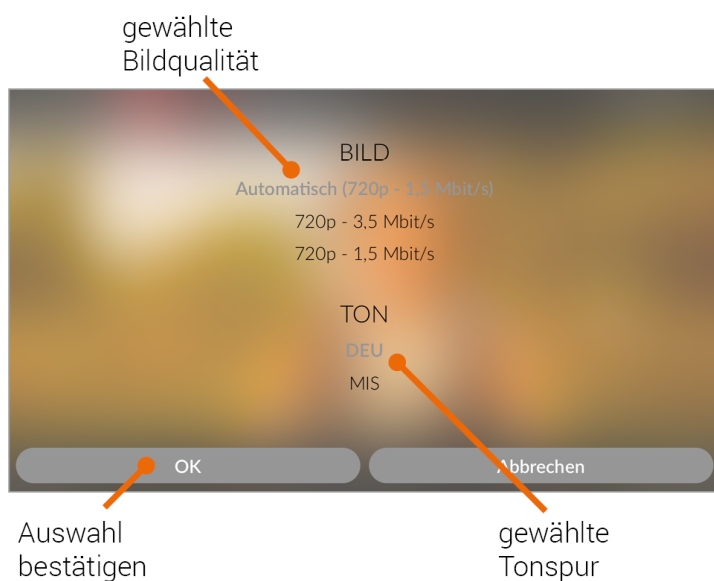 gewählte
Bildqualität
BILD
Automatisch (720p - 1,5 Mbit/s)
720p - 3,5 Mbit/s
720p - 1,5 Mbit/s
TON
DEU
MIS
OK
Abbrechen
Auswahl
bestätigen
gewählte
Tonspur